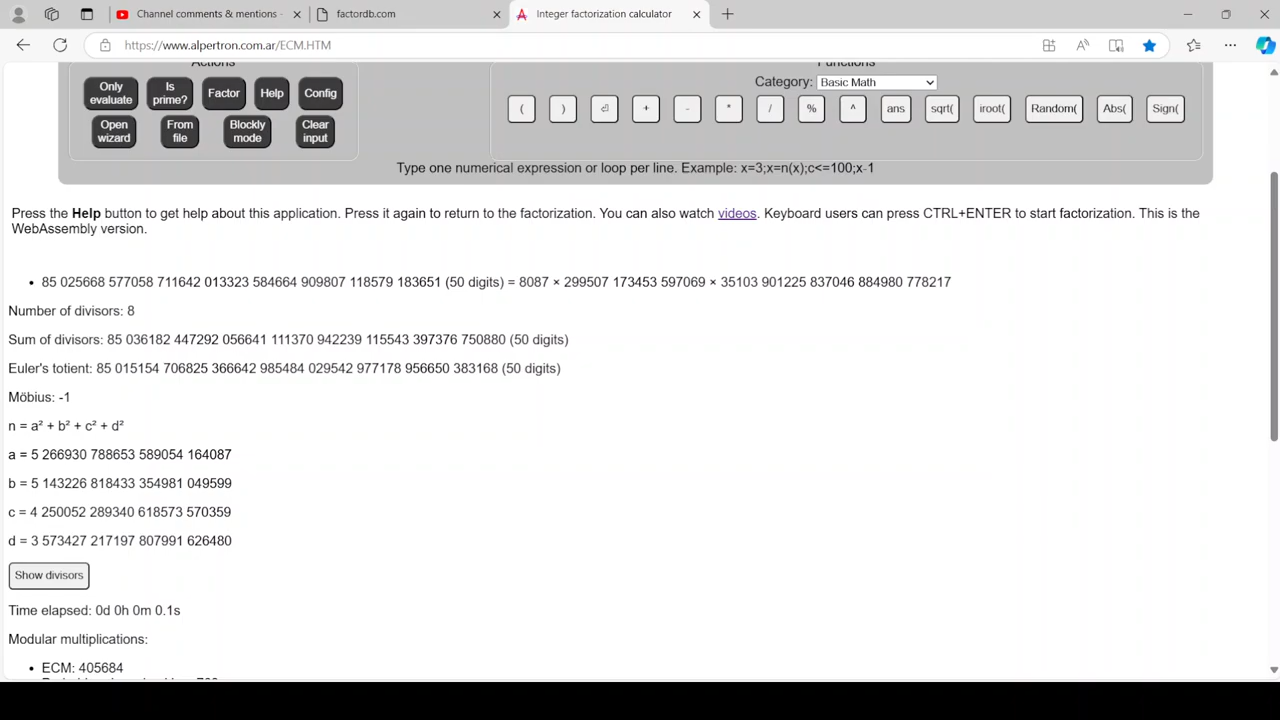 Channel comments & mentions -
factordb.com
Integer factorization calculator
https://www.alpertron.com.ar/ECM.HTM
Actions
Functions
Only evaluate
Is prime?
Factor
Help
Config
Category: Basic Math
( ) ⏎ + - * / % ^ ans sqrt( iroot( Random( Abs( Sign(
Open wizard
From file
Blockly mode
Clear input
Type one numerical expression or loop per line. Example: x=3;x=n(x);c<=100;x-1
Press the Help button to get help about this application. Press it again to return to the factorization. You can also watch videos. Keyboard users can press CTRL+ENTER to start factorization. This is the
WebAssembly version.
• 85 025668 577058 711642 013323 584664 909807 118579 183651 (50 digits) = 8087 × 299507 173453 597069 × 35103 901225 837046 884980 778217
Number of divisors: 8
Sum of divisors: 85 036182 447292 056641 111370 942239 115543 397376 750880 (50 digits)
Euler's totient: 85 015154 706825 366642 985484 029542 977178 956650 383168 (50 digits)
Möbius: -1
n = a² + b² + c² + d²
a = 5 266930 788653 589054 164087
b = 5 143226 818433 354981 049599
c = 4 250052 289340 618573 570359
d = 3 573427 217197 807991 626480
Show divisors
Time elapsed: 0d 0h 0m 0.1s
Modular multiplications:
• ECM: 405684